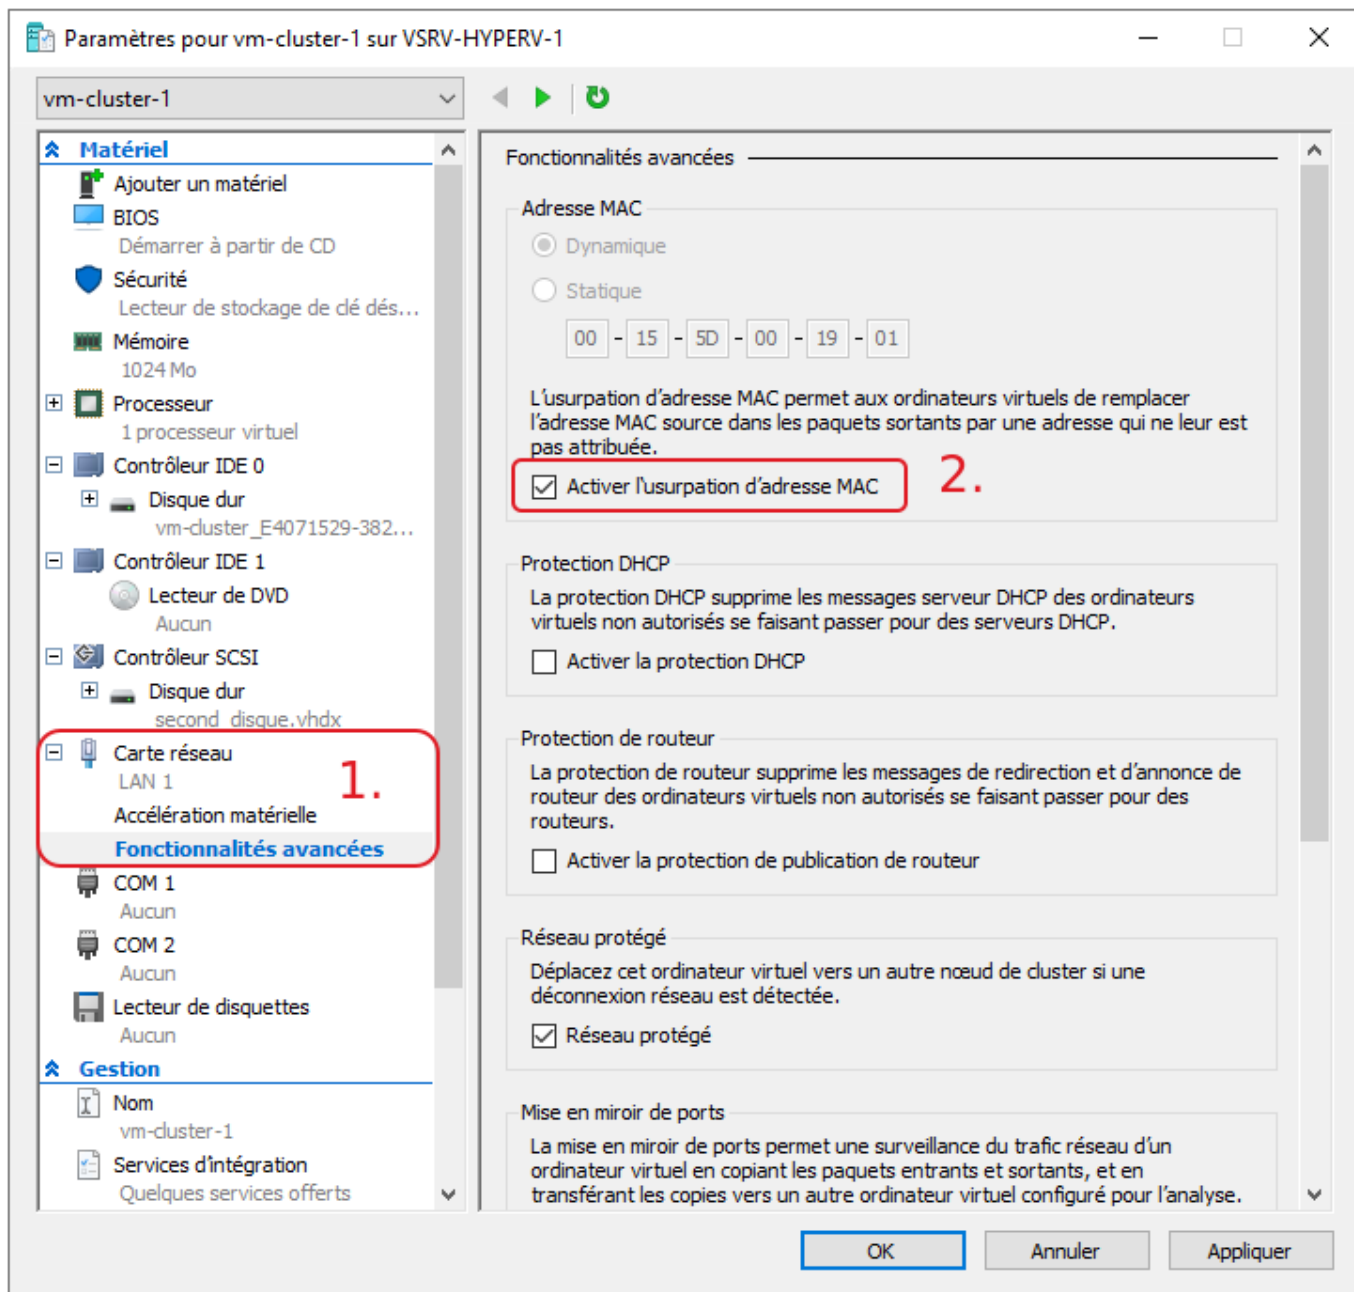 Paramètres pour vm-cluster-1 sur VSRV-HYPERV-1
vm-cluster-1
Matériel
Ajouter un matériel
BIOS
Démarrer à partir de CD
Sécurité
Lecteur de stockage de clé dés...
Mémoire
1024 Mo
Processeur
1 processeur virtuel
Contrôleur IDE 0
Disque dur
vm-cluster_E4071529-382...
Contrôleur IDE 1
Lecteur de DVD
Aucun
Contrôleur SCSI
Disque dur
second_disque.vhdx
Carte réseau
LAN 1
1.
Accélération matérielle
Fonctionnalités avancées
COM 1
Aucun
COM 2
Aucun
Lecteur de disquettes
Aucun
Gestion
Nom
vm-cluster-1
Services d'intégration
Quelques services offerts
Fonctionnalités avancées
Adresse MAC
Dynamique
Statique
00 - 15 - 5D - 00 - 19 - 01
L'usurpation d'adresse MAC permet aux ordinateurs virtuels de remplacer
l'adresse MAC source dans les paquets sortants par une adresse qui ne leur est
pas attribuée.
Activer l'usurpation d'adresse MAC
2.
Protection DHCP
La protection DHCP supprime les messages serveur DHCP des ordinateurs
virtuels non autorisés se faisant passer pour des serveurs DHCP.
Activer la protection DHCP
Protection de routeur
La protection de routeur supprime les messages de redirection et d'annonce de
routeur des ordinateurs virtuels non autorisés se faisant passer pour des
routeurs.
Activer la protection de publication de routeur
Réseau protégé
Déplacez cet ordinateur virtuel vers un autre nœud de cluster si une
déconnexion réseau est détectée.
Réseau protégé
Mise en miroir de ports
La mise en miroir de ports permet une surveillance du trafic réseau d'un
ordinateur virtuel en copiant les paquets entrants et sortants, et en
transférant les copies vers un autre ordinateur virtuel configuré pour l'analyse.
OK
Annuler
Appliquer